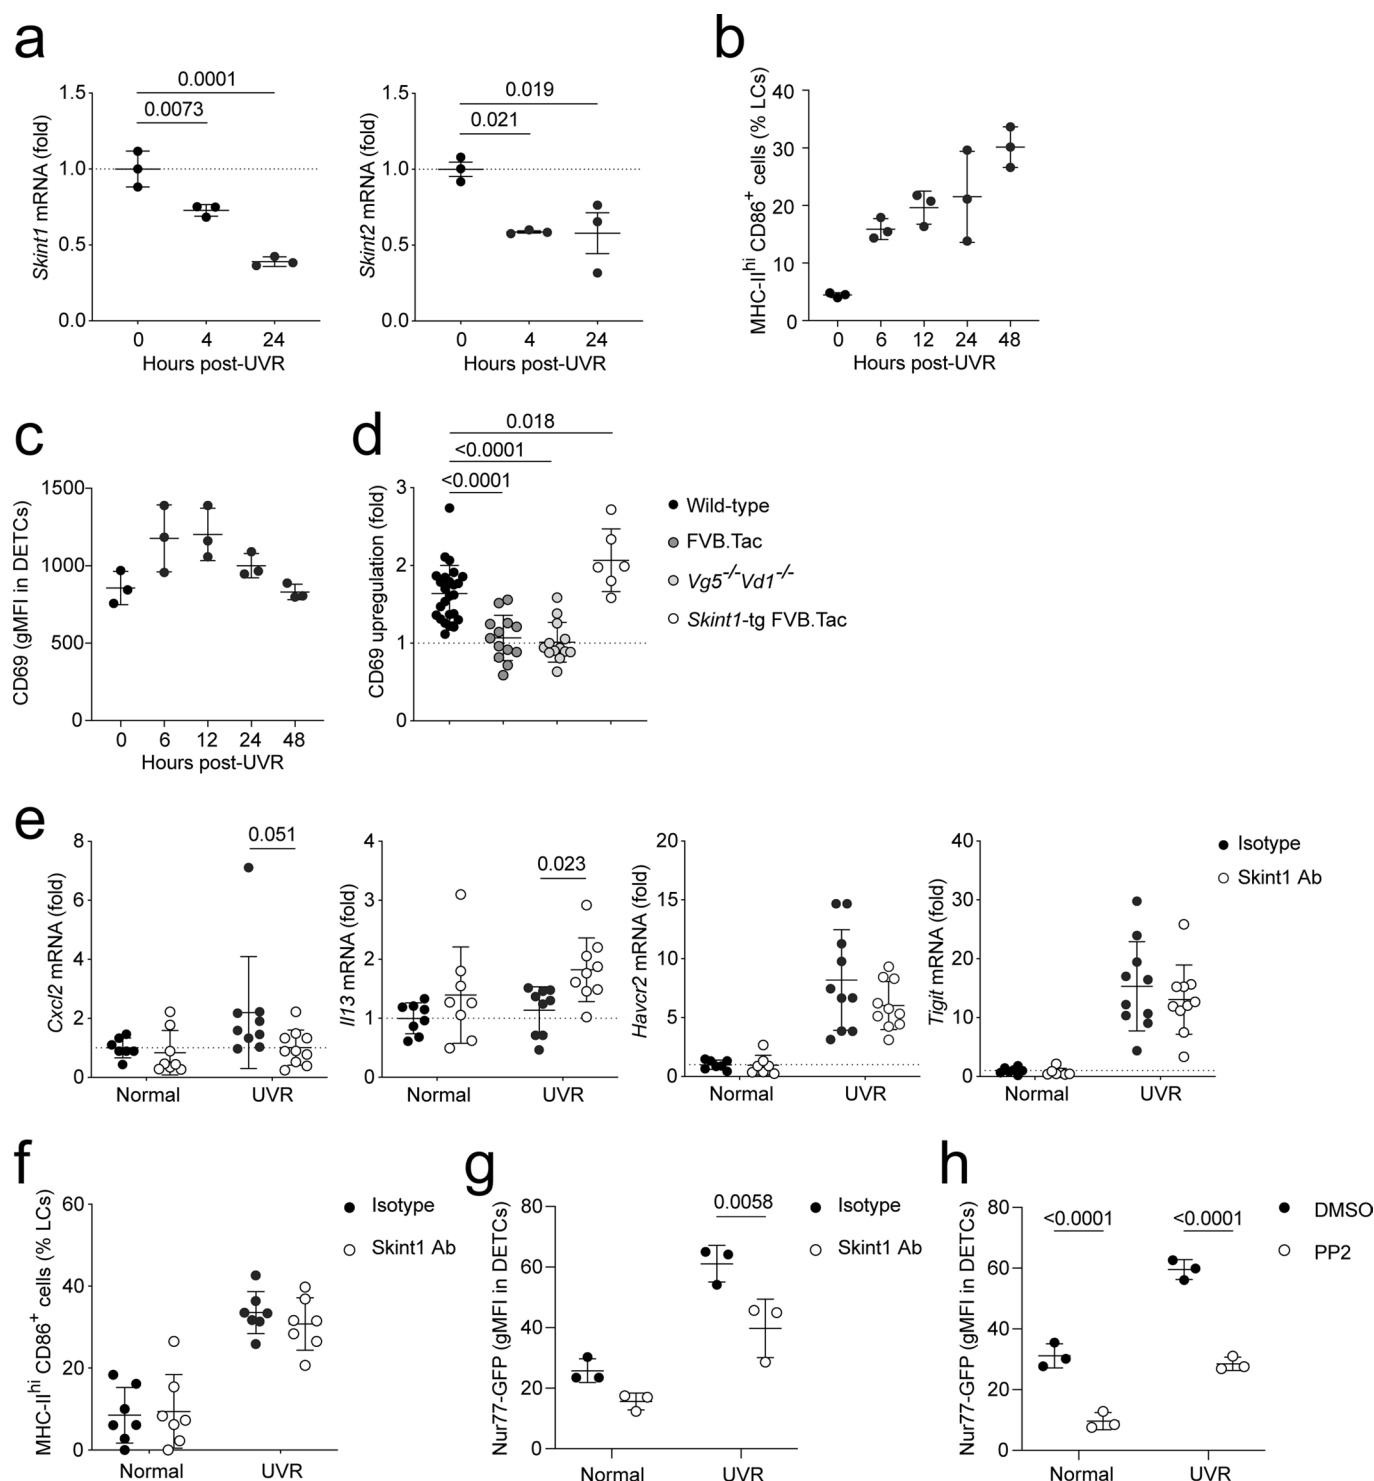 a
0.0001
0.0073
Skint1 mRNA (fold)
1.5
1.0
0.5
0.0
0 4 24
Hours post-UVR
0.019
0.021
Skint2 mRNA (fold)
1.5
1.0
0.5
0.0
0 4 24
Hours post-UVR
b
MHC-II^hi CD86^+ cells (% LCs)
40
30
20
10
0
0 6 12 24 48
Hours post-UVR
c
CD69 (gMFI in DETCs)
1500
1000
500
0
0 6 12 24 48
Hours post-UVR
d
0.018
<0.0001
<0.0001
CD69 upregulation (fold)
3
2
1
0
Wild-type
FVB.Tac
Vg5^-/-Vd1^-/-
Skint1-tg FVB.Tac
e
Cxcl2 mRNA (fold)
8
6
4
2
0
0.051
Normal UVR
Il13 mRNA (fold)
4
3
2
1
0
0.023
Normal UVR
Havcr2 mRNA (fold)
20
15
10
5
0
Normal UVR
Tigit mRNA (fold)
40
30
20
10
0
Normal UVR
Isotype
Skint1 Ab
f
MHC-II^hi CD86^+ cells (% LCs)
60
40
20
0
Normal UVR
Isotype
Skint1 Ab
g
Nur77-GFP (gMFI in DETCs)
80
60
40
20
0
0.0058
Normal UVR
Isotype
Skint1 Ab
h
Nur77-GFP (gMFI in DETCs)
80
60
40
20
0
<0.0001 <0.0001
Normal UVR
DMSO
PP2